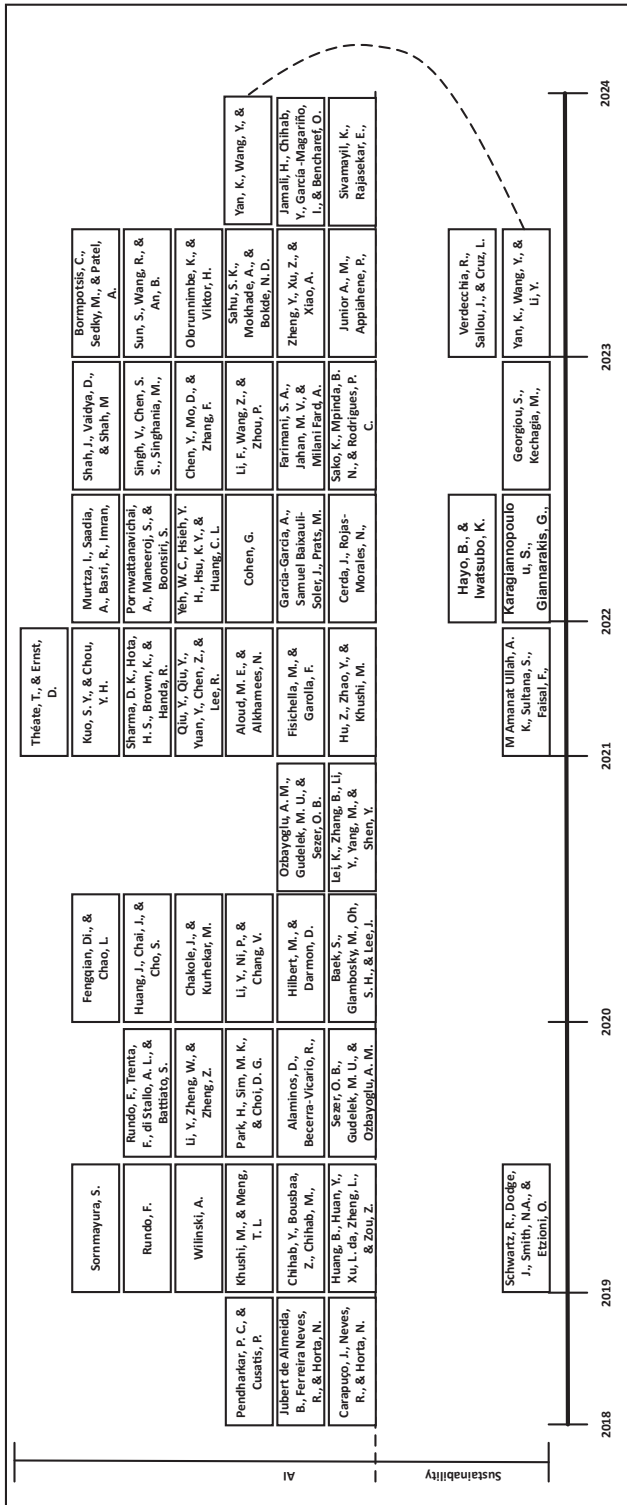 Théate, T., & Ernst,
D.
Sornmayura, S.
Fengqian, Di., &
Chao, L
Kuo, S. Y., & Chou,
Y. H.
Murtza, I., Saadia,
A., Basri, R., Imran,
Shah, J., Vaidya, D.,
& Shah, M
Bormpotsis, C.,
Sedky, M., & Patel,
A.
Rundo, F.
Rundo, F., Trenta,
F., di Stallo, A. L., &
Battiato, S.
Huang, J., Chai, J., &
Cho, S.
Sharma, D. K., Hota,
H. S., Brown, K., &
Handa, R.
Pornwattanavichai,
A., Maneeroj, S., &
Boonsiri, S.
Singh, V., Chen, S.
S., Singhania, M.,
Sun, S., Wang, R., &
An, B.
Wilinski, A.
Li, Y., Zheng, W., &
Zheng, Z.
Chakole, J., &
Kurhekar, M.
Qiu, Y., Qiu, Y.,
Yuan, Y., Chen, Z., &
Lee, R.
Yeh, W. C., Hsieh, Y.
H., Hsu, K. Y., &
Huang, C. L
Chen, Y., Mo, D., &
Zhang, F.
Olorunnimbe, K., &
Viktor, H.
Pendharkar, P. C., &
Cusatis, P.
Khushi, M., & Meng,
T. L
Park, H., Sim, M. K.,
& Choi, D. G.
Li, Y., Ni, P., &
Chang, V.
Aloud, M. E., &
Alkhamees, N.
Cohen, G.
Li, F., Wang, Z., &
Zhou, P.
Sahu, S. K.,
Mokhade, A., &
Bokde, N. D.
Yan, K., Wang, Y., &
Jubert de Almeida,
B., Ferreira Neves,
R., & Horta, N.
Chihab, Y., Bousbaa,
Z., Chihab, M.,
Alaminos, D.,
Becerra-Vicario, R.,
Hilbert, M., &
Darmon, D.
Ozbayoglu, A. M.,
Gudelek, M. U., &
Sezer, O. B.
Fisichella, M., &
Garolla, F.
García-Garcia, A.,
Samuel Baixauli-
Soler, J., Prats, M.
Farimani, S. A.,
Jahan, M. V., &
Milani Fard, A.
Zheng, Y., Xu, Z., &
Xiao, A.
Jamali, H., Chihab,
Y., García-Magariño,
I., & Bencharef, O.
Carapuço, J., Neves,
R., & Horta, N.
Huang, B., Huan, Y.,
Xu, L. da, Zheng, L.,
& Zou, Z.
Sezer, O. B.,
Gudelek, M. U., &
Ozbayoglu, A. M.
Baek, S.,
Glambosky, M., Oh,
S. H., & Lee, J.
Lei, K., Zhang, B., Li,
Y., Yang, M., &
Shen, Y.
Hu, Z., Zhao, Y., &
Khushi, M.
Cerda, J., Rojas-
Morales, N.,
Sako, K., Mpinda, B.
N., & Rodrigues, P.
C.
Junior A., M.,
Appiahene, P.,
Sivamayil, K.,
Rajasekar, E.,
AI
Sustainability
Hayo, B., &
Iwatsubo, K.
Verdecchia, R.,
Sallou, J., & Cruz, L.
Schwartz, R., Dodge,
J., Smith, N.A., &
Etzioni, O.
M Amanat Ullah, A.
K., Sultana, S.,
Faisal, F.,
Karagiannopoulo
u, S.,
Giannarakis, G.,
Georgiou, S.,
Kechagia, M.,
Yan, K., Wang, Y., &
Li, Y.
2018
2019
2020
2021
2022
2023
2024